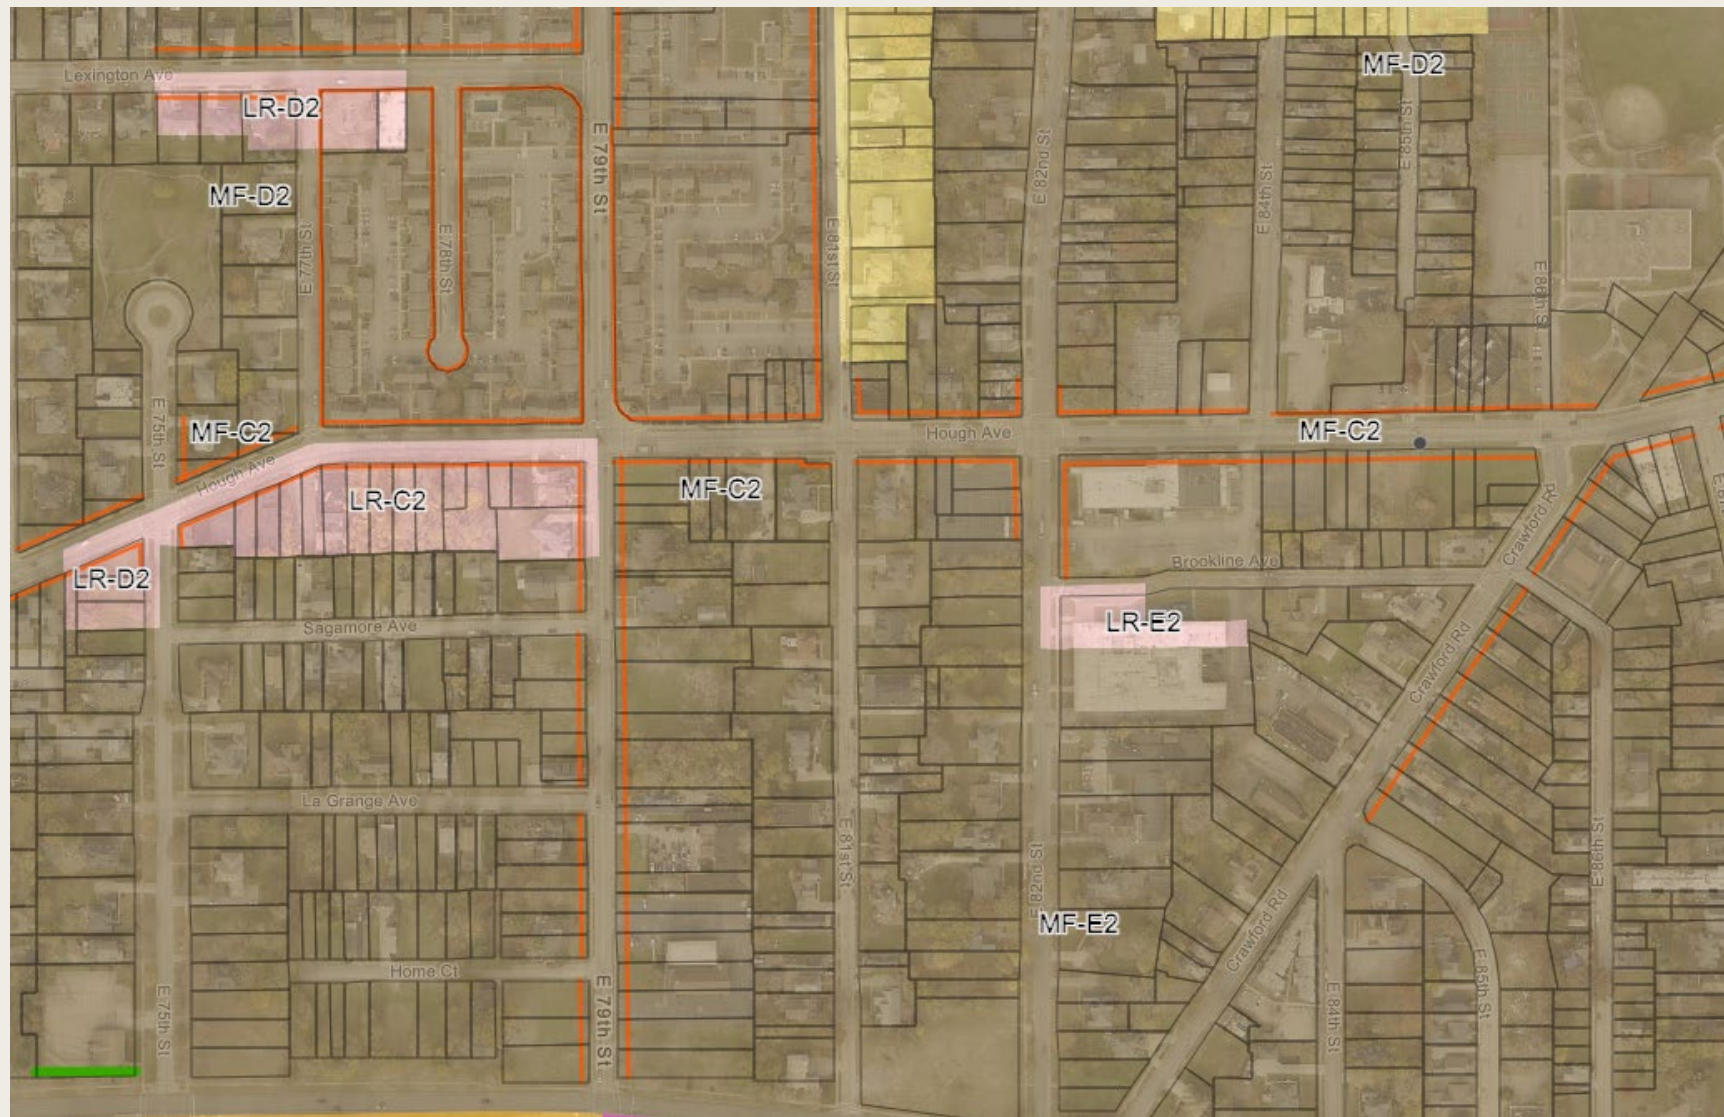 MF-D2
Lexington Ave
LR-D2
E 79th St
E 82nd St
E 85th St
E 84th St
MF-D2
E 77th St
E 78th St
E 81st St
E 86th St
E 75th St
MF-C2
Hough Ave
MF-C2
Hough Ave
LR-C2
MF-C2
Crawford Rd
LR-D2
Brookline Ave
Sagamore Ave
LR-E2
Crawford Rd
La Grange Ave
E 81st St
E 82nd St
E 86th St
MF-E2
Crawford Rd
Home Ct
E 75th St
E 79th St
E 84th St
E 85th St